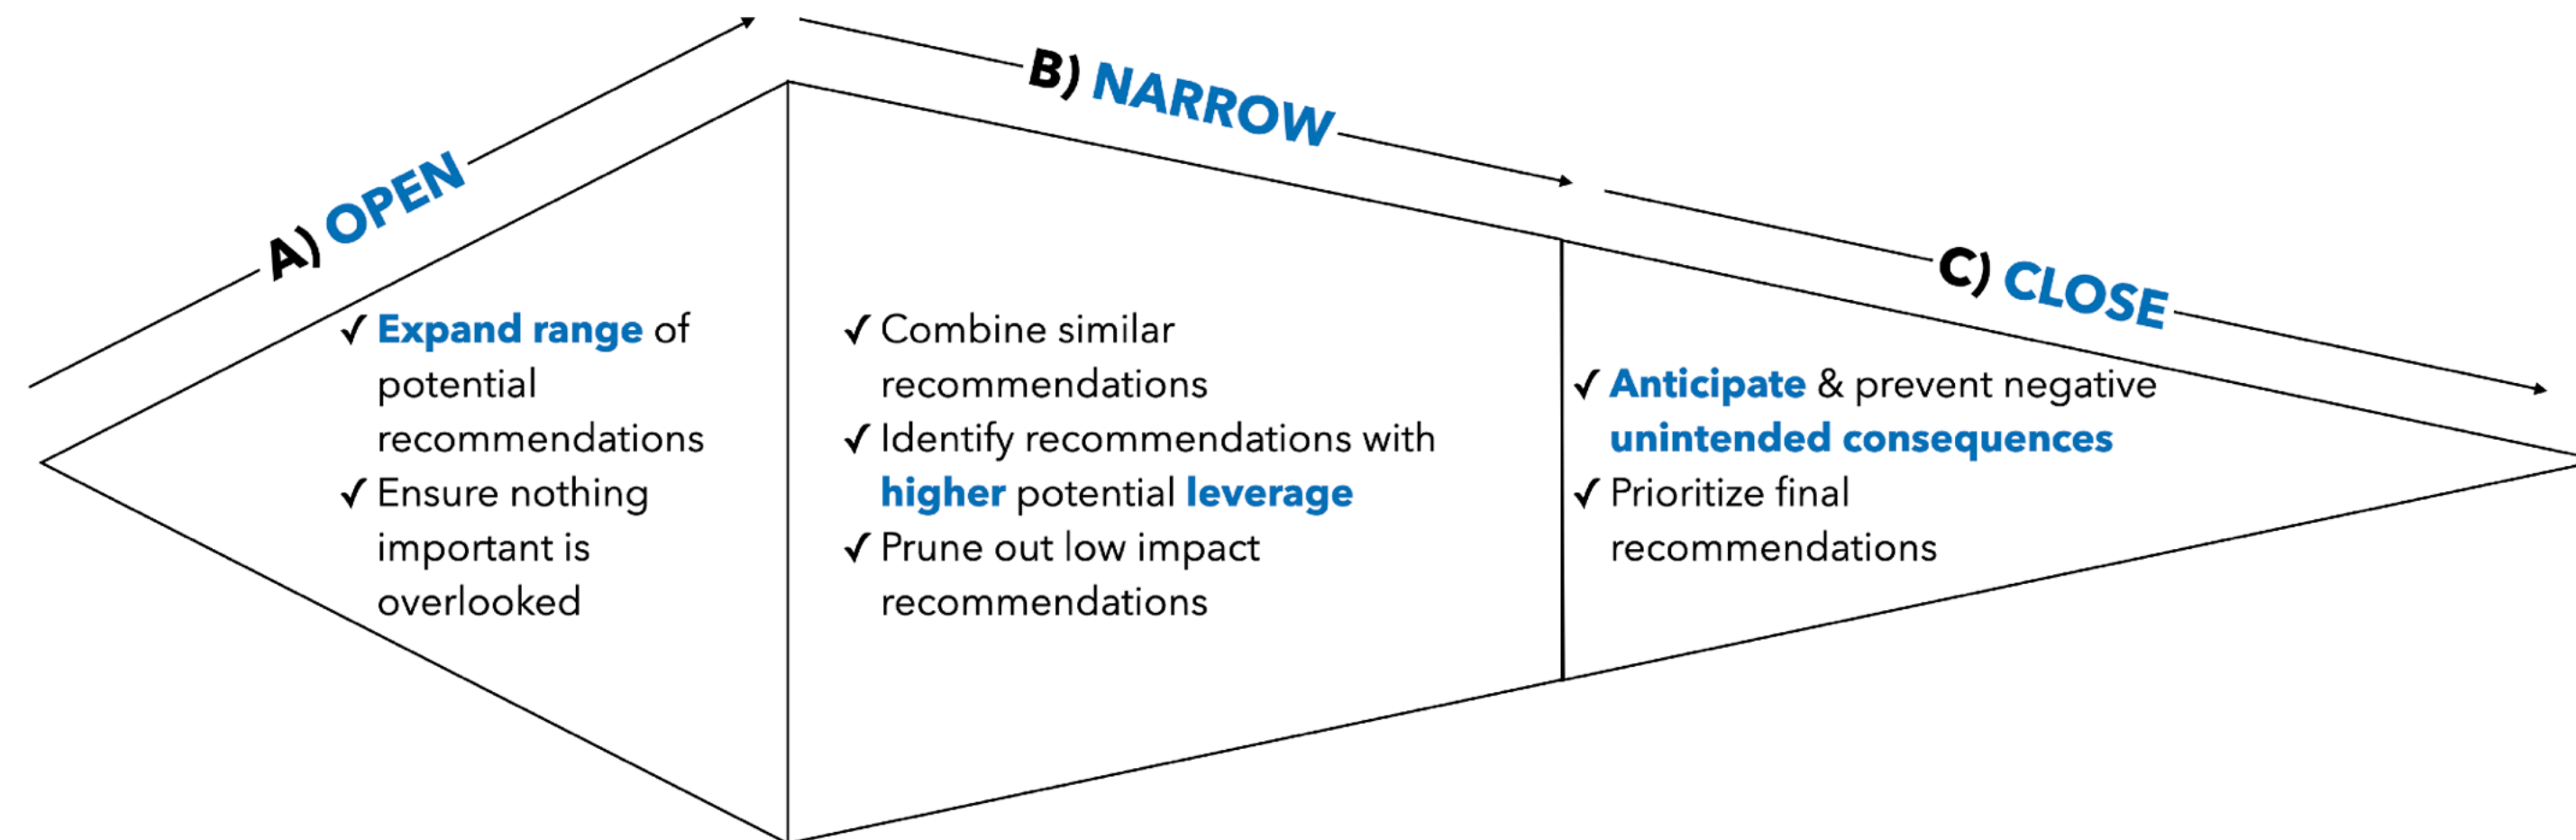 A) OPEN
B) NARROW
C) CLOSE
✓ Expand range of
potential
recommendations
✓ Ensure nothing
important is
overlooked
✓ Combine similar
recommendations
✓ Identify recommendations with
higher potential leverage
✓ Prune out low impact
recommendations
✓ Anticipate & prevent negative
unintended consequences
✓ Prioritize final
recommendations